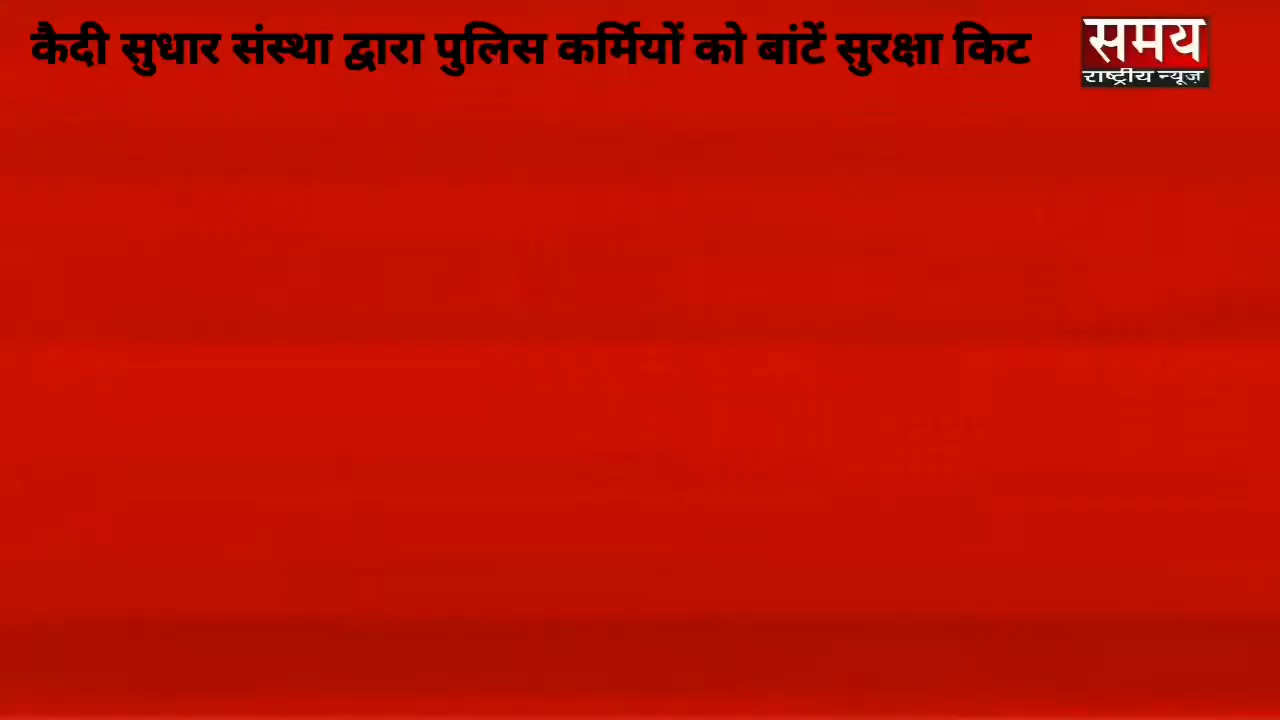 कैदी सुधार संस्था द्वारा पुलिस कर्मियों को बांटें सुरक्षा किट
समय
राष्ट्रीय न्यूज़